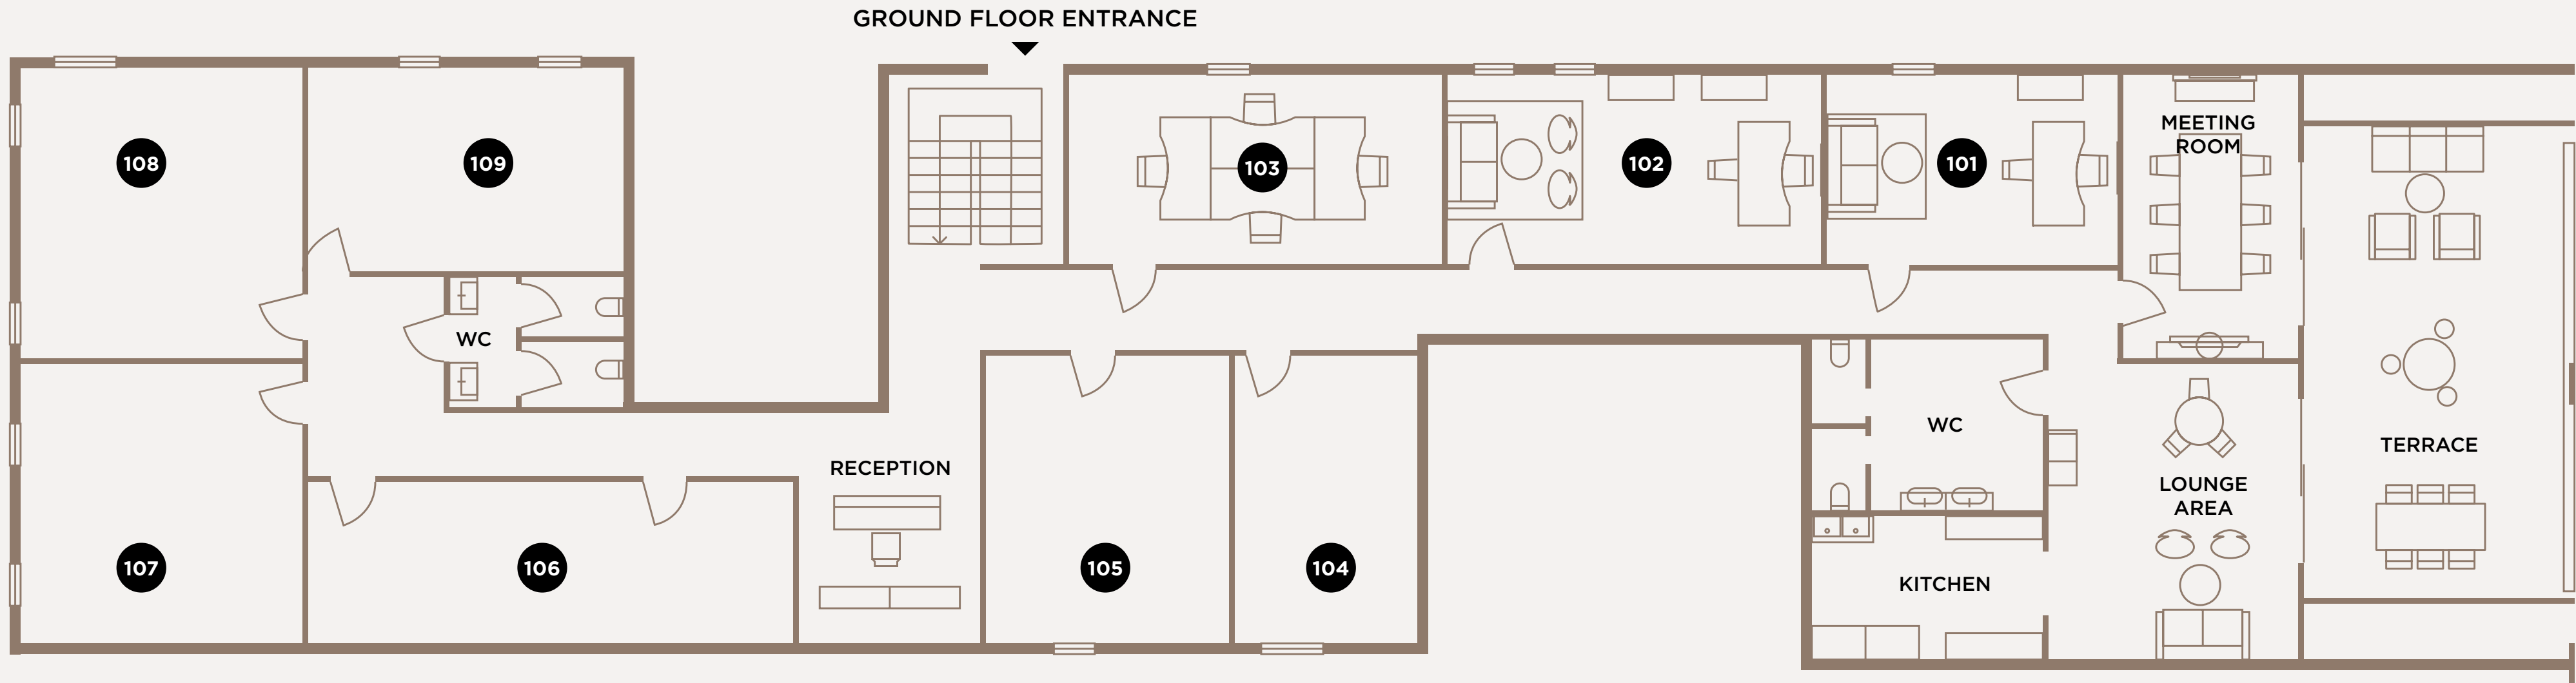 GROUND FLOOR ENTRANCE
108
109
103
102
101
MEETING
ROOM
WC
RECEPTION
WC
TERRACE
LOUNGE
AREA
107
106
105
104
KITCHEN